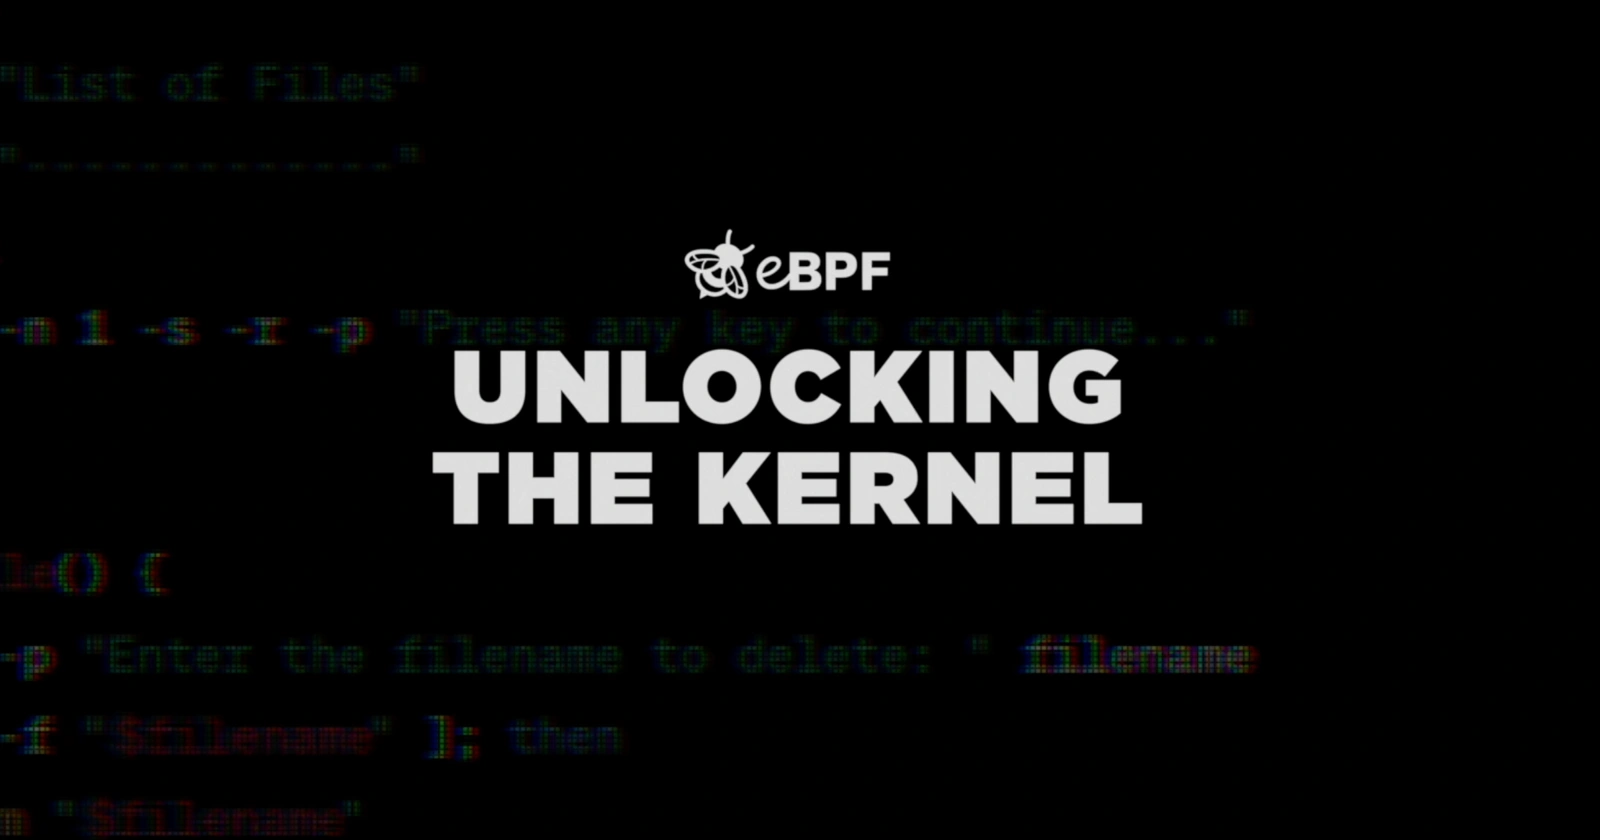 "List of Files"
"-------------"
eBPF
-n 1 -s -r -p "Press any key to continue..."
UNLOCKING
THE KERNEL
() {
-p "Enter the filename to delete: " filename
-f "$filename" ]; then
"$filename"